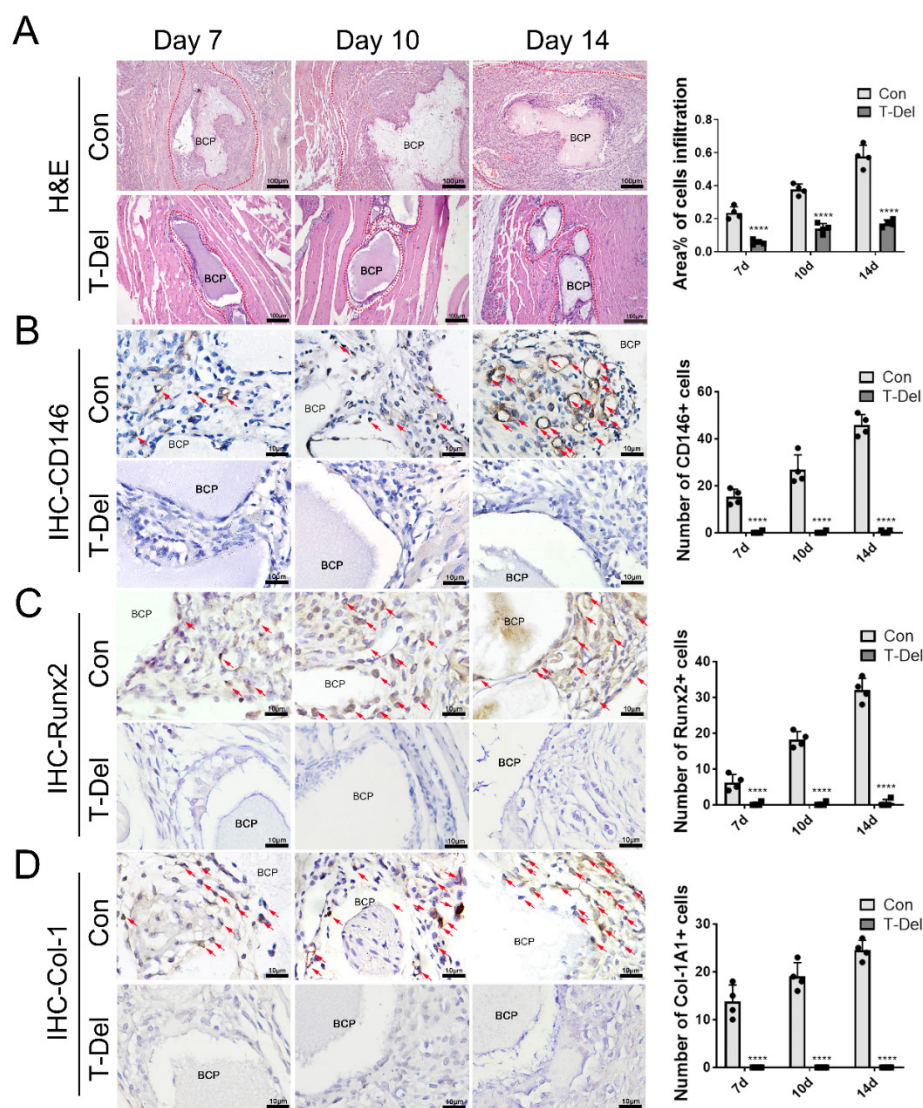 A
Day 7
Day 10
Day 14
H&E
Con
BCP
100μm
BCP
100μm
BCP
100μm
T-Del
BCP
100μm
BCP
100μm
BCP
100μm
Area% of cells infiltration
Con
T-Del
0.8
0.6
0.4
0.2
0.0
****
****
****
7d
10d
14d
B
IHC-CD146
Con
BCP
10μm
BCP
10μm
BCP
10μm
T-Del
BCP
10μm
BCP
10μm
BCP
10μm
Number of CD146+ cells
Con
T-Del
60
40
20
0
****
****
****
7d
10d
14d
C
IHC-Runx2
Con
BCP
10μm
BCP
10μm
BCP
10μm
T-Del
BCP
10μm
BCP
10μm
BCP
10μm
Number of Runx2+ cells
Con
T-Del
40
30
20
10
0
****
****
****
7d
10d
14d
D
IHC-Col-1
Con
BCP
10μm
BCP
10μm
BCP
10μm
T-Del
BCP
10μm
BCP
10μm
BCP
10μm
Number of Col-1A1+ cells
Con
T-Del
30
20
10
0
****
****
****
7d
10d
14d